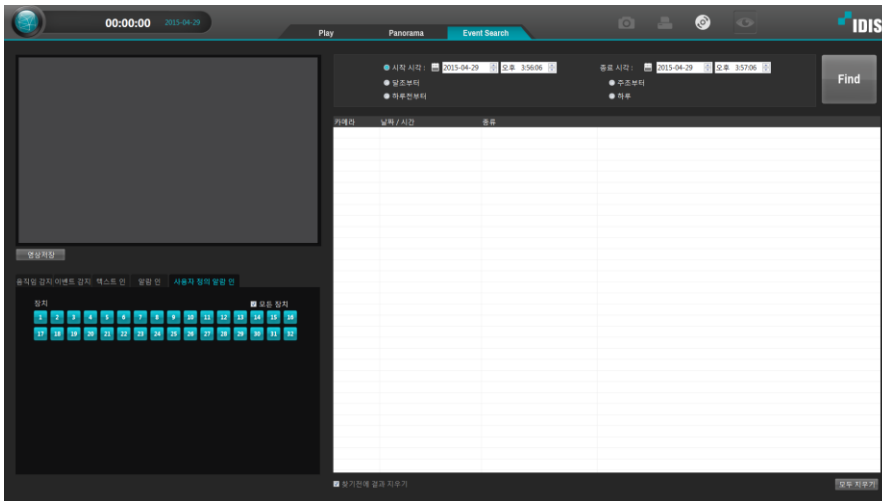 00:00:00 2015-04-29
Play Panorama Event Search
IDIS
시작 시각 : 2015-04-29 오후 3:56:06 종료 시각 : 2015-04-29 오후 3:57:06
달초부터 주초부터
하루전부터 하루
Find
카메라 날짜 / 시간 종류
영상저장
움직임 감지 이벤트 감지 텍스트 인 알람 인 사용자 정의 알람 인
장치 모든 장치
1 2 3 4 5 6 7 8 9 10 11 12 13 14 15 16
17 18 19 20 21 22 23 24 25 26 27 28 29 30 31 32
찾기전에 결과 지우기 모두 지우기